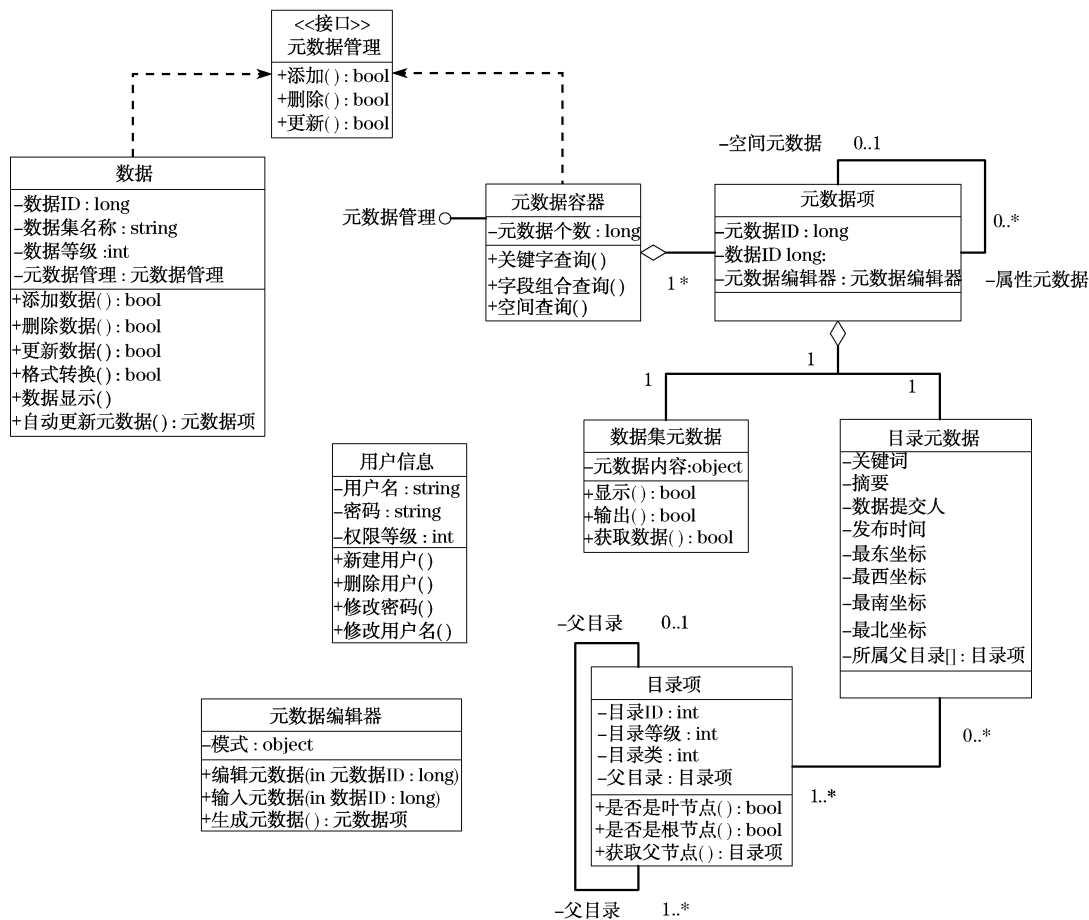 <<接口>>
元数据管理
+添加() : bool
+删除() : bool
+更新() : bool
数据
-数据ID : long
-数据集名称 : string
-数据等级 :int
-元数据管理 : 元数据管理
+添加数据() : bool
+删除数据() : bool
+更新数据() : bool
+格式转换() : bool
+数据显示()
+自动更新元数据() : 元数据项
元数据管理
元数据容器
-元数据个数 : long
+关键字查询()
+字段组合查询()
+空间查询()
1 *
-空间元数据 0..1
元数据项
-元数据ID : long
-数据ID long:
-元数据编辑器 : 元数据编辑器
0..*
-属性元数据
1
1
1
数据集元数据
-元数据内容:object
+显示() : bool
+输出() : bool
+获取数据() : bool
目录元数据
-关键词
-摘要
-数据提交人
-发布时间
-最东坐标
-最西坐标
-最南坐标
-最北坐标
-所属父目录[] : 目录项
用户信息
-用户名 : string
-密码 : string
-权限等级 : int
+新建用户()
+删除用户()
+修改密码()
+修改用户名()
-父目录 0..1
目录项
-目录ID : int
-目录等级 : int
-目录类 : int
-父目录 : 目录项
+是否是叶节点() : bool
+是否是根节点() : bool
+获取父节点() : 目录项
0..*
1..*
-父目录 1..*
元数据编辑器
-模式 : object
+编辑元数据(in 元数据ID : long)
+输入元数据(in 数据ID : long)
+生成元数据() : 元数据项